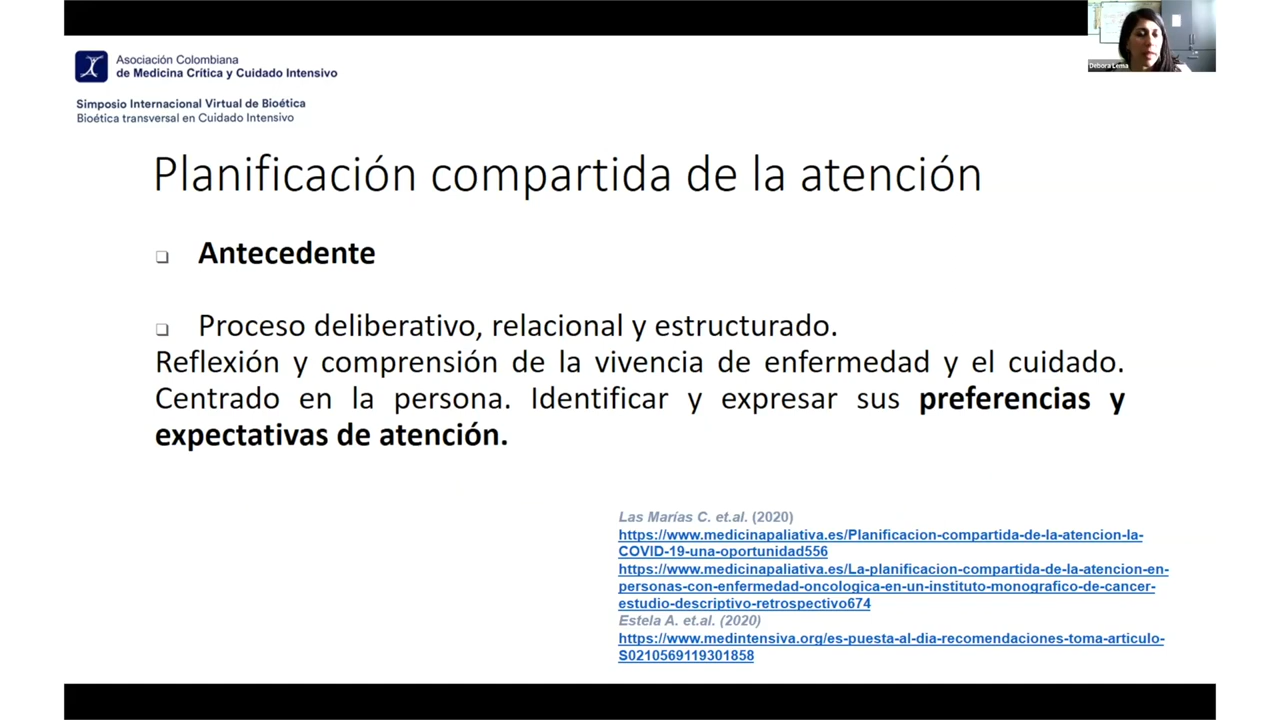 Asociación Colombiana
de Medicina Crítica y Cuidado Intensivo
Debora Lema
Simposio Internacional Virtual de Bioética
Bioética transversal en Cuidado Intensivo
Planificación compartida de la atención
Antecedente
Proceso deliberativo, relacional y estructurado.
Reflexión y comprensión de la vivencia de enfermedad y el cuidado.
Centrado en la persona. Identificar y expresar sus preferencias y
expectativas de atención.
Las Marías C. et.al. (2020)
https://www.medicinapaliativa.es/Planificacion-compartida-de-la-atencion-la-
COVID-19-una-oportunidad556
https://www.medicinapaliativa.es/La-planificacion-compartida-de-la-atencion-en-
personas-con-enfermedad-oncologica-en-un-instituto-monografico-de-cancer-
estudio-descriptivo-retrospectivo674
Estela A. et.al. (2020)
https://www.medintensiva.org/es-puesta-al-dia-recomendaciones-toma-articulo-
S0210569119301858